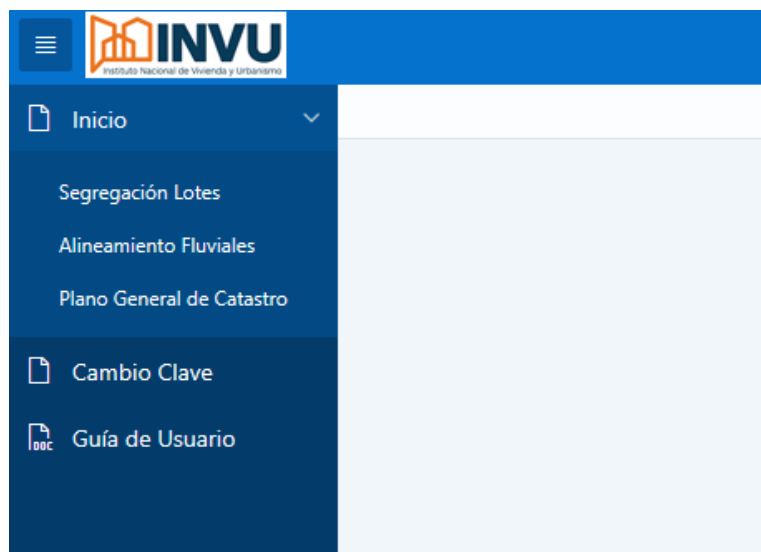 INVU
Instituto Nacional de Vivienda y Urbanismo
Inicio
Segregación Lotes
Alineamiento Fluviales
Plano General de Catastro
Cambio Clave
DOC
Guía de Usuario